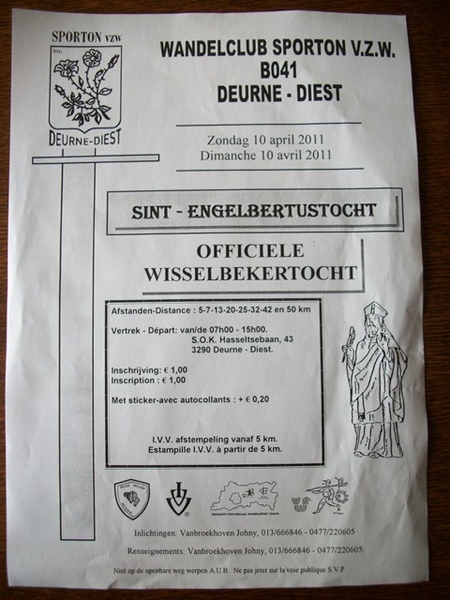 SPORTON VZW
B041
DEURNE-DIEST
WANDELCLUB SPORTON V.Z.W.
B041
DEURNE - DIEST
Zondag 10 april 2011
Dimanche 10 avril 2011
SINT - ENGELBERTUSTOCHT
OFFICIELE
WISSELBEKERTOCHT
Afstanden-Distance : 5-7-13-20-25-32-42 en 50 km
Vertrek - Départ: van/de 07h00 - 15h00.
S.O.K. Hasseltsebaan, 43
3290 Deurne - Diest.
Inschrijving: € 1,00
Inscription : € 1,00
Met sticker-avec autocollants : + € 0,20
I.V.V. afstempeling vanaf 5 km.
Estampille I.V.V. à partir de 5 km.
IVV
Inlichtingen: Vanbroekhoven Johny, 013/666846 - 0477/220605
Renseignements Vanbroekhoven Johny, 013/666846 - 0477/220605
Niet op de openbare weg werpen A.U.B. Ne pas jeter sur la voie publique S.V.P